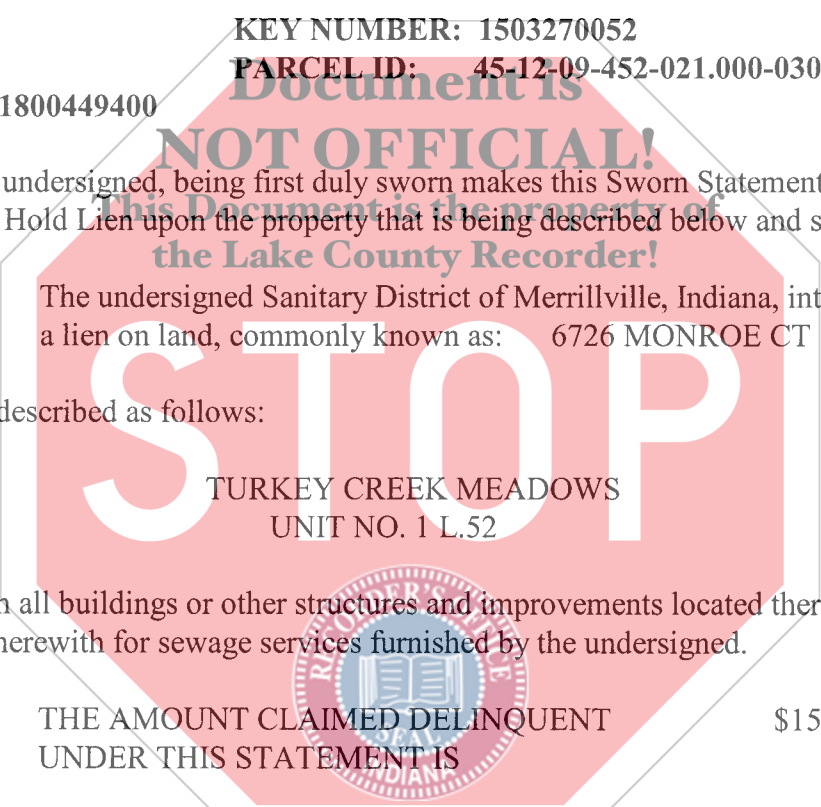 KEY NUMBER: 1503270052
PARCEL ID: 45-12-09-452-021.000-030
Document is
1800449400
NOT OFFICIAL!
undersigned, being first duly sworn makes this Sworn Statement
This Document is the property of
Hold Lien upon the property that is being described below and s
the Lake County Recorder!
The undersigned Sanitary District of Merrillville, Indiana, int
a lien on land, commonly known as: 6726 MONROE CT
STOP
described as follows:
TURKEY CREEK MEADOWS
UNIT NO. 1 L.52
h all buildings or other structures and improvements located ther
herewith for sewage services furnished by the undersigned.
RECORDER'S OFFICE
SEAL
INDIANA
THE AMOUNT CLAIMED DELINQUENT $15
UNDER THIS STATEMENT IS